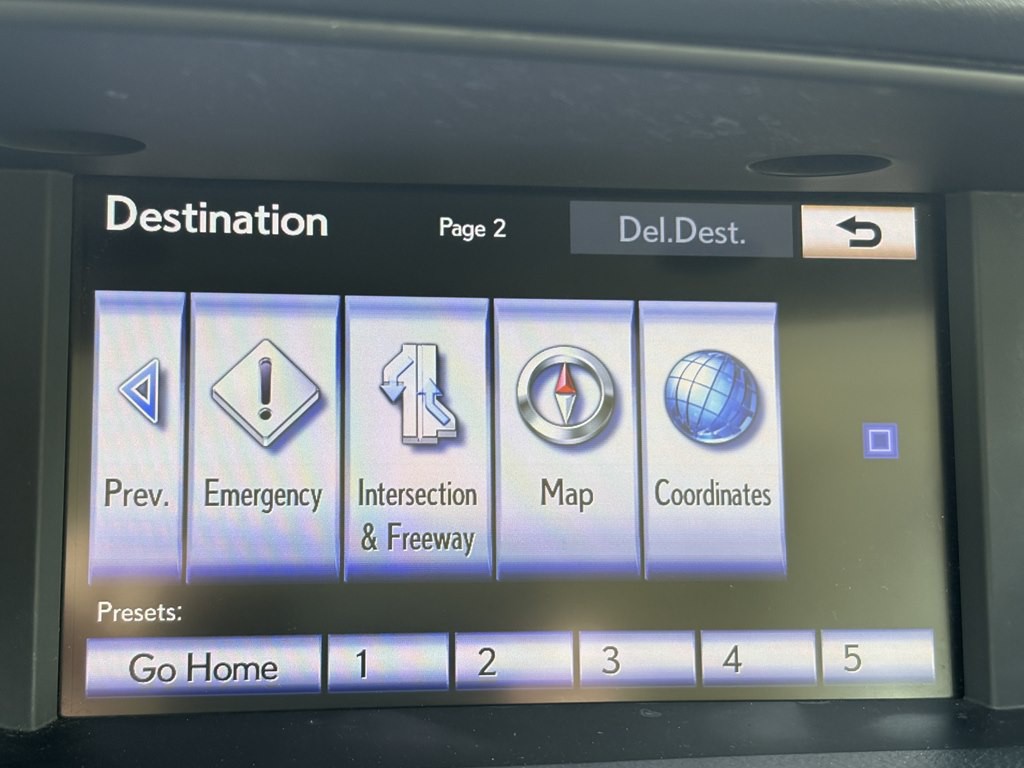 Destination
Page 2
Del.Dest.
Prev.
Emergency
Intersection
& Freeway
Map
Coordinates
Presets:
Go Home
1
2
3
4
5